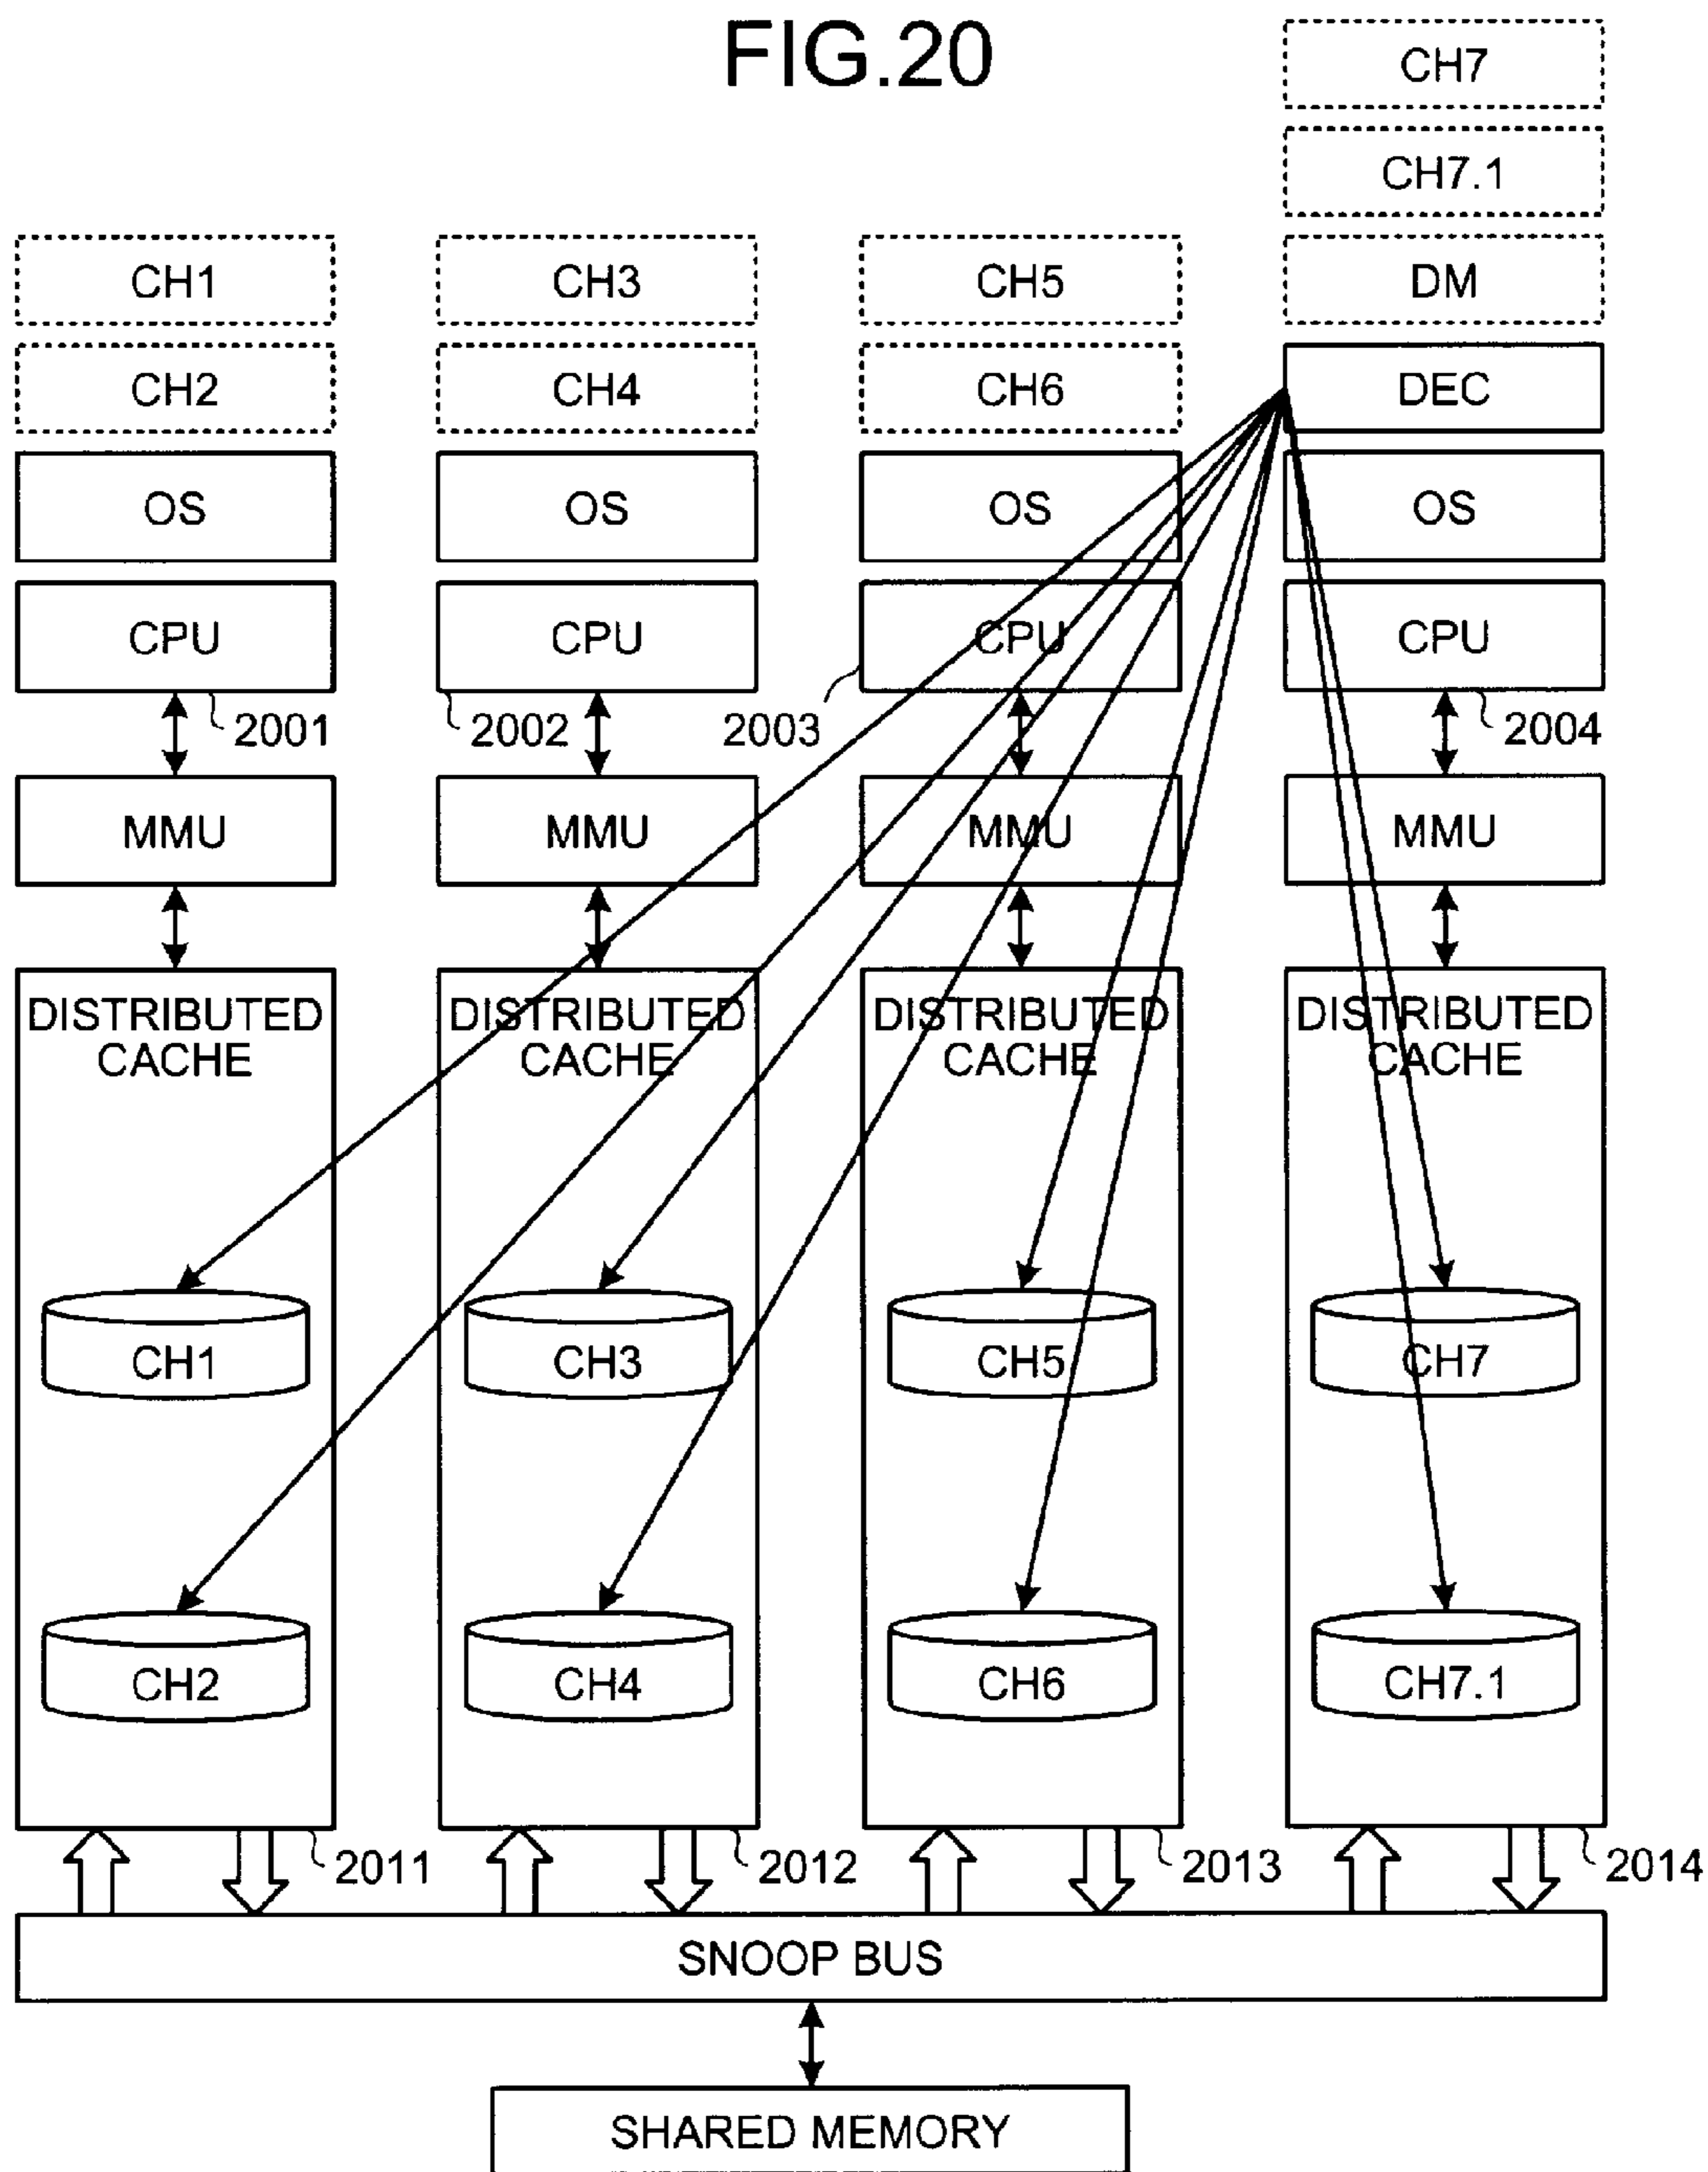 FIG.20
CH7
CH7.1
CH1 CH3 CH5 DM
CH2 CH4 CH6 DEC
OS OS OS OS
CPU CPU CPU CPU
2001 2002 2003 2004
MMU MMU MMU MMU
DISTRIBUTED CACHE DISTRIBUTED CACHE DISTRIBUTED CACHE DISTRIBUTED CACHE
CH1 CH3 CH5 CH7
CH2 CH4 CH6 CH7.1
2011 2012 2013 2014
SNOOP BUS
SHARED MEMORY